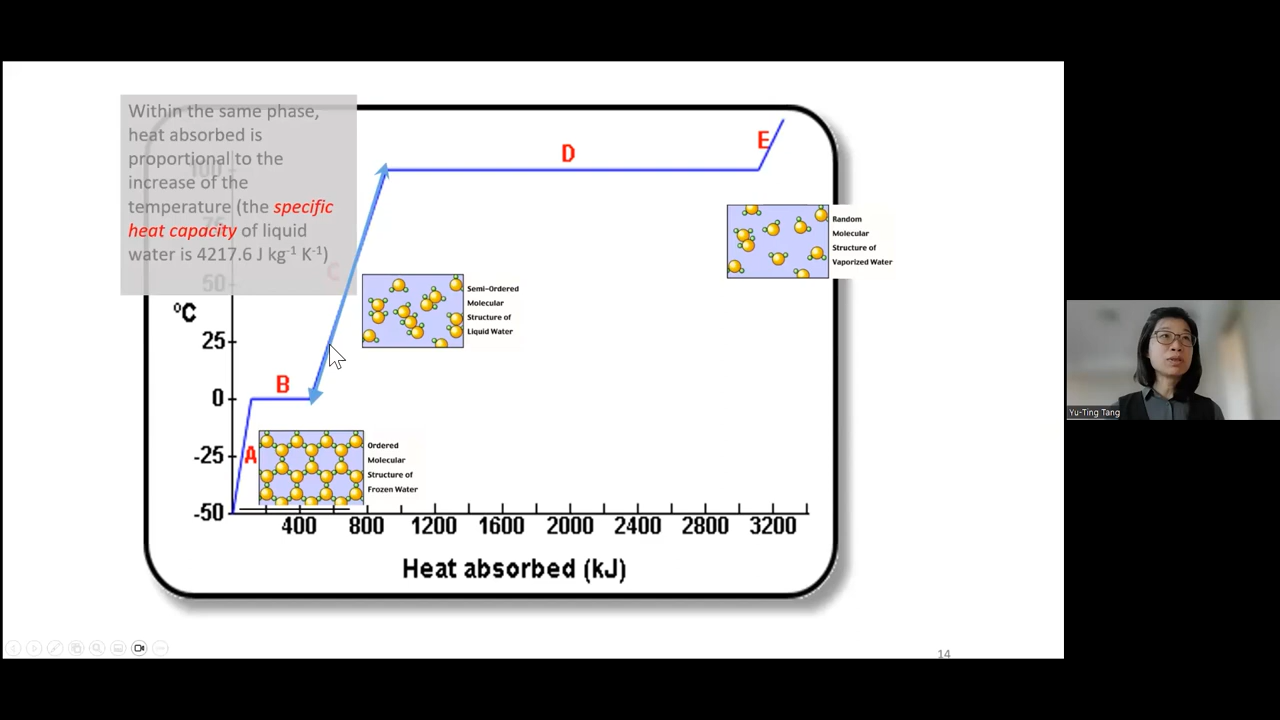 Within the same phase,
heat absorbed is
proportional to the
increase of the
temperature (the specific
heat capacity of liquid
water is 4217.6 J kg⁻¹ K⁻¹)
100
50
ºC
25
0
-25
-50
A
B
C
D
E
Random
Molecular
Structure of
Vaporized Water
Semi-Ordered
Molecular
Structure of
Liquid Water
Ordered
Molecular
Structure of
Frozen Water
400 800 1200 1600 2000 2400 2800 3200
Heat absorbed (kJ)
14
Yu-Ting Tang